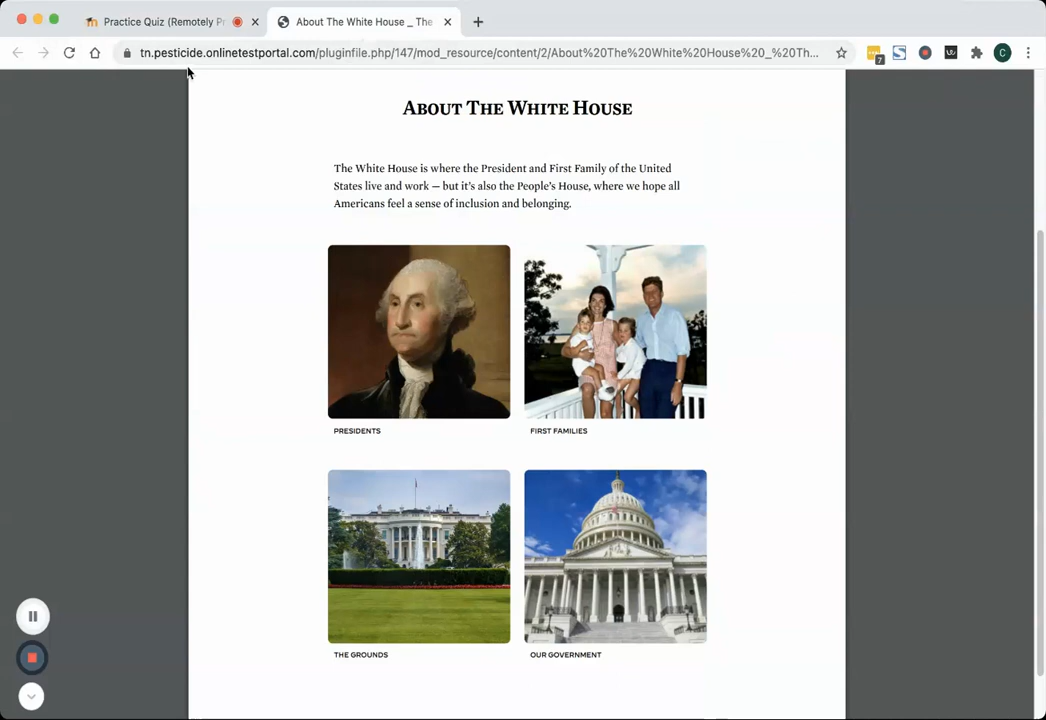 Practice Quiz (Remotely Pr
About The White House _ The
tn.pesticide.onlinetestportal.com/pluginfile.php/147/mod_resource/content/2/About%20The%20White%20House%20_%20Th...
7
C
About The White House
The White House is where the President and First Family of the United
States live and work — but it's also the People's House, where we hope all
Americans feel a sense of inclusion and belonging.
PRESIDENTS
FIRST FAMILIES
THE GROUNDS
OUR GOVERNMENT